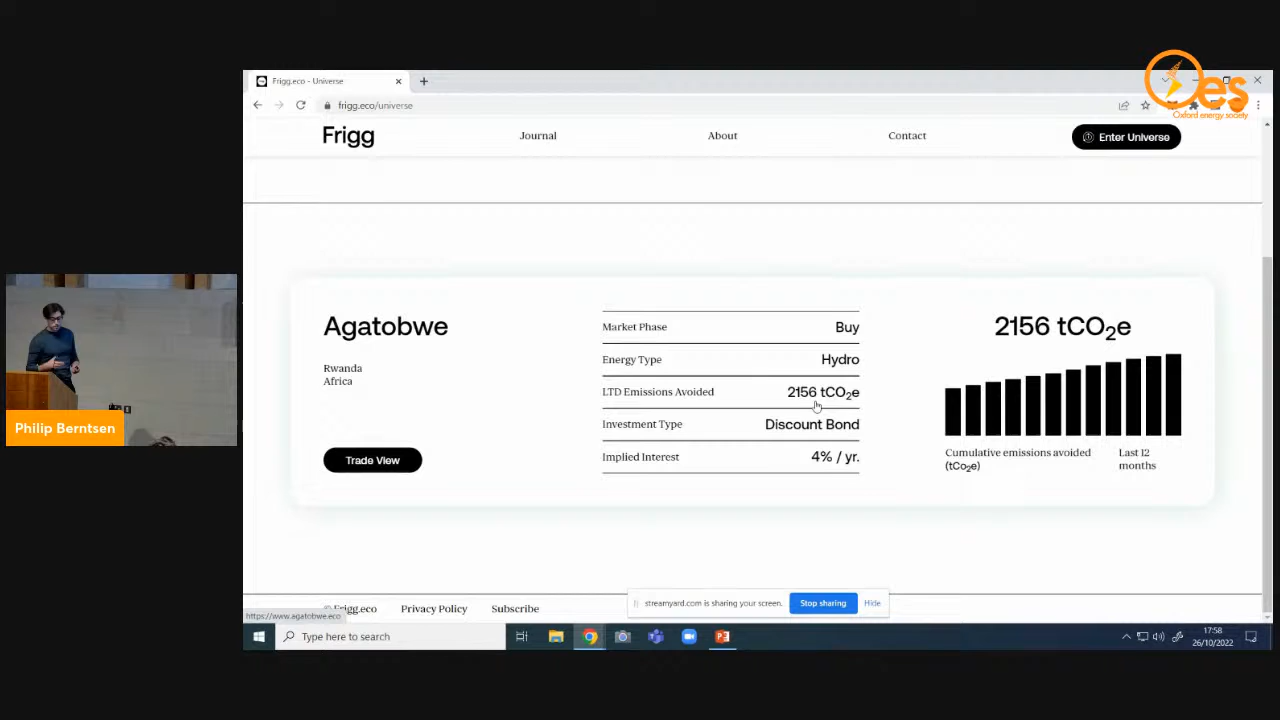 Oes
Oxford energy society
Frigg.eco - Universe
frigg.eco/universe
Frigg
Journal
About
Contact
Enter Universe
Agatobwe
Rwanda
Africa
Trade View
Market Phase Buy
Energy Type Hydro
LTD Emissions Avoided 2156 tCO₂e
Investment Type Discount Bond
Implied Interest 4% / yr.
2156 tCO₂e
Cumulative emissions avoided
(tCo₂e)
Last 12
months
Philip Berntsen
streamyard.com is sharing your screen.
Stop sharing
Hide
© Frigg.eco
Privacy Policy
Subscribe
https://www.agatobwe.eco
Type here to search
17:58
26/10/2022